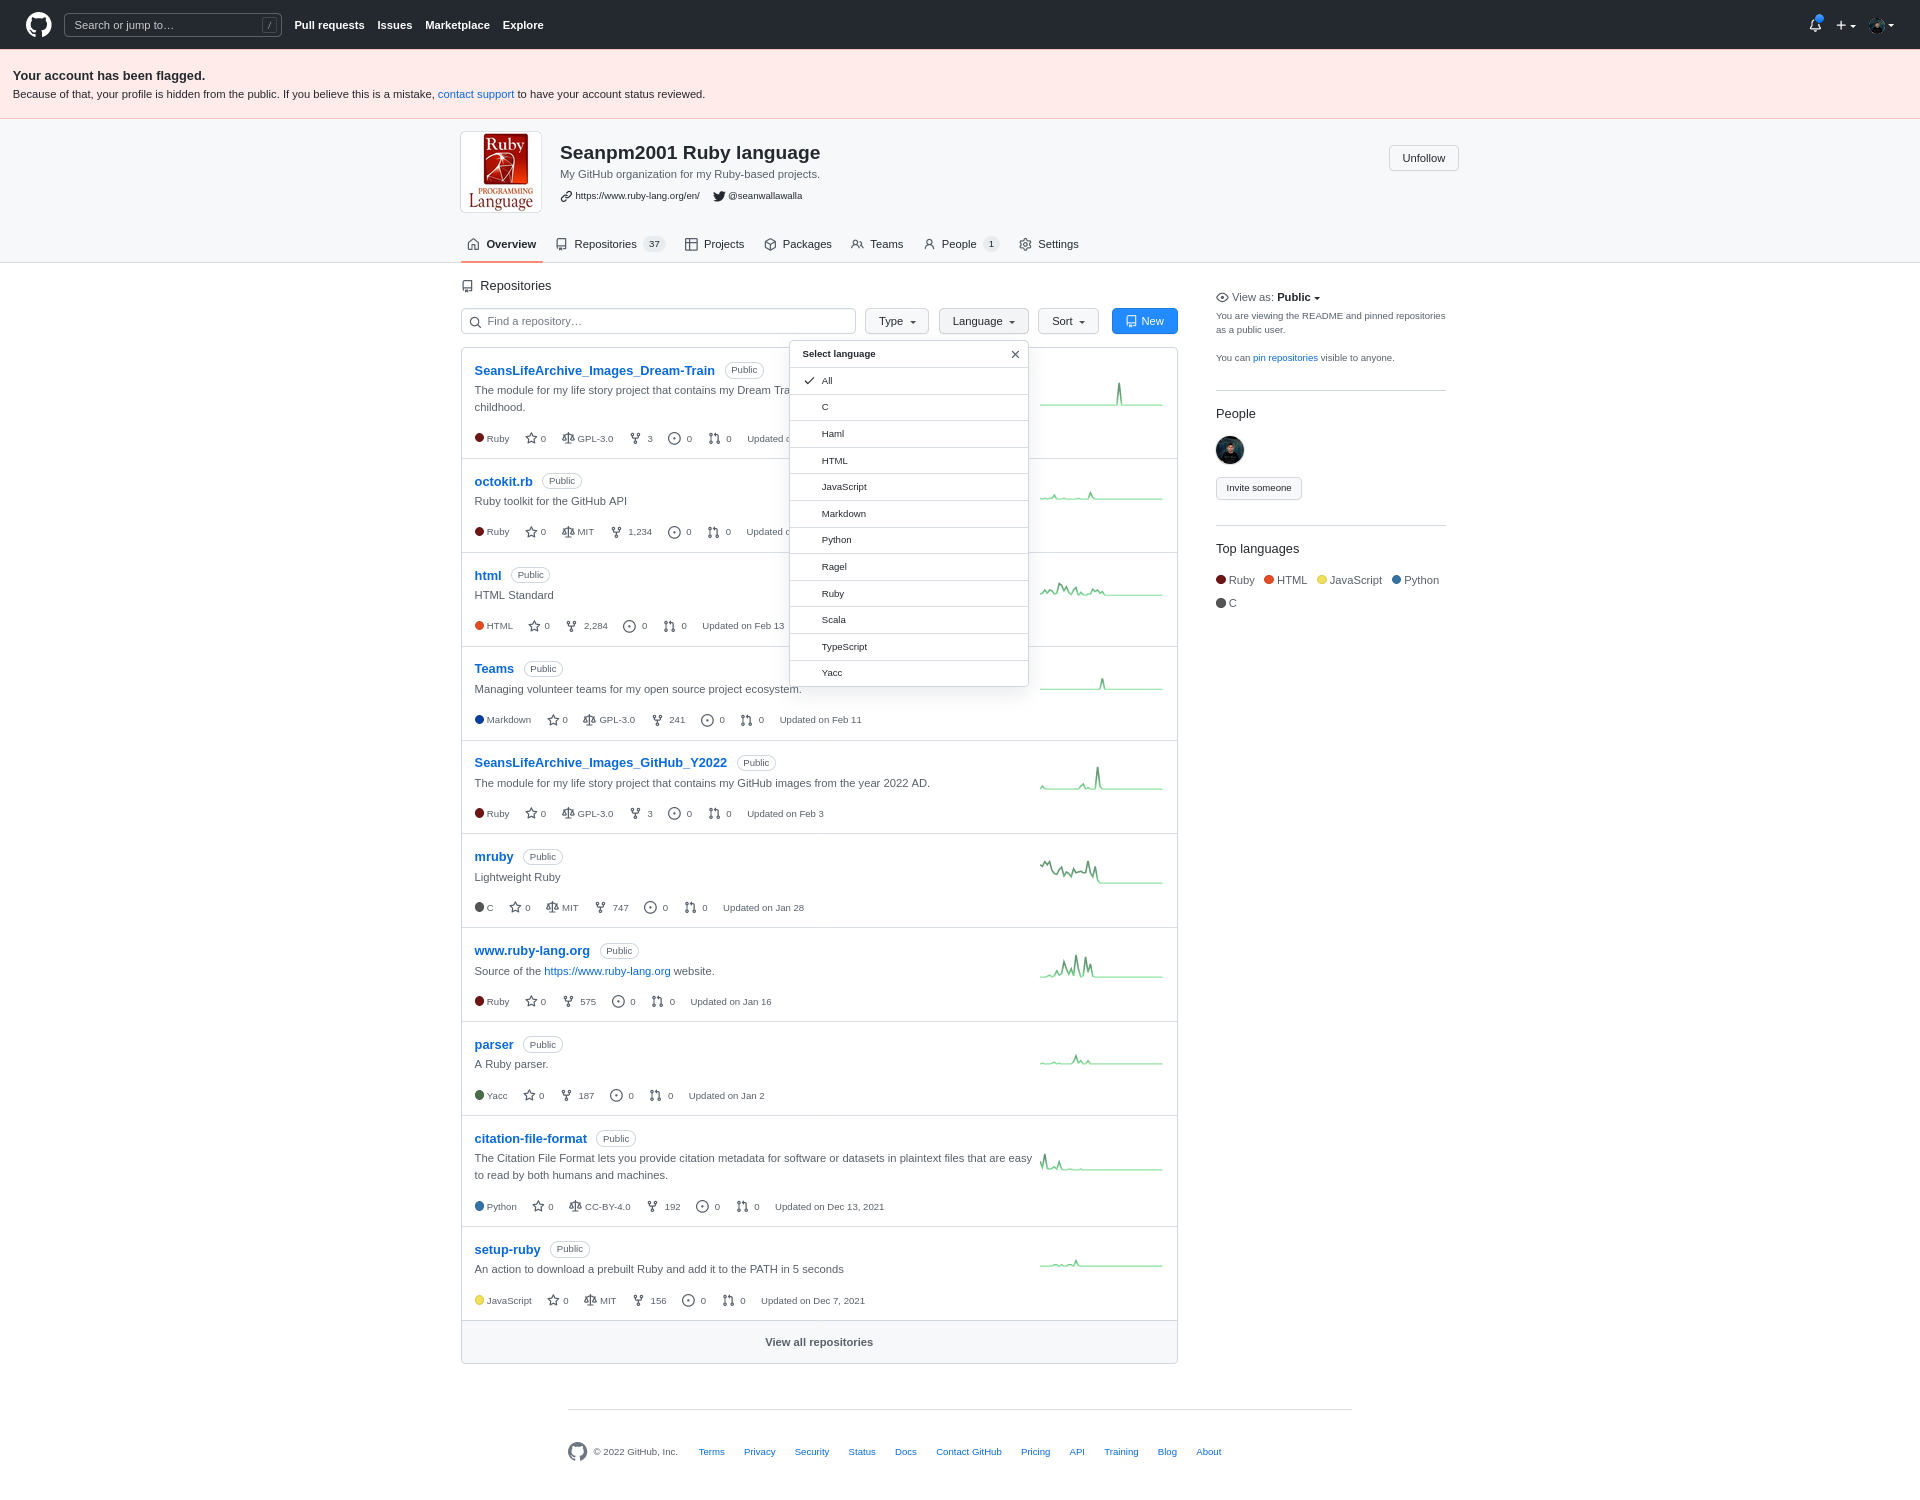 Search or jump to…
/
Pull requests
Issues
Marketplace
Explore
Your account has been flagged.
Because of that, your profile is hidden from the public. If you believe this is a mistake, contact support to have your account status reviewed.
Ruby
PROGRAMMING
Language
Seanpm2001 Ruby language
My GitHub organization for my Ruby-based projects.
https://www.ruby-lang.org/en/
@seanwallawalla
Unfollow
Overview
Repositories 37
Projects
Packages
Teams
People 1
Settings
Repositories
Find a repository…
Type
Language
Sort
New
Select language
All
C
Haml
HTML
JavaScript
Markdown
Python
Ragel
Ruby
Scala
TypeScript
Yacc
SeansLifeArchive_Images_Dream-Train Public
The module for my life story project that contains my Dream Tra
childhood.
Ruby 0 GPL-3.0 3 0 0 Updated
octokit.rb Public
Ruby toolkit for the GitHub API
Ruby 0 MIT 1,234 0 0 Updated
html Public
HTML Standard
HTML 0 2,284 0 0 Updated on Feb 13
Teams Public
Managing volunteer teams for my open source project ecosystem.
Markdown 0 GPL-3.0 241 0 0 Updated on Feb 11
SeansLifeArchive_Images_GitHub_Y2022 Public
The module for my life story project that contains my GitHub images from the year 2022 AD.
Ruby 0 GPL-3.0 3 0 0 Updated on Feb 3
mruby Public
Lightweight Ruby
C 0 MIT 747 0 0 Updated on Jan 28
www.ruby-lang.org Public
Source of the https://www.ruby-lang.org website.
Ruby 0 575 0 0 Updated on Jan 16
parser Public
A Ruby parser.
Yacc 0 187 0 0 Updated on Jan 2
citation-file-format Public
The Citation File Format lets you provide citation metadata for software or datasets in plaintext files that are easy
to read by both humans and machines.
Python 0 CC-BY-4.0 192 0 0 Updated on Dec 13, 2021
setup-ruby Public
An action to download a prebuilt Ruby and add it to the PATH in 5 seconds
JavaScript 0 MIT 156 0 0 Updated on Dec 7, 2021
View all repositories
View as: Public
You are viewing the README and pinned repositories
as a public user.
You can pin repositories visible to anyone.
People
Invite someone
Top languages
Ruby HTML JavaScript Python
C
© 2022 GitHub, Inc.
Terms
Privacy
Security
Status
Docs
Contact GitHub
Pricing
API
Training
Blog
About